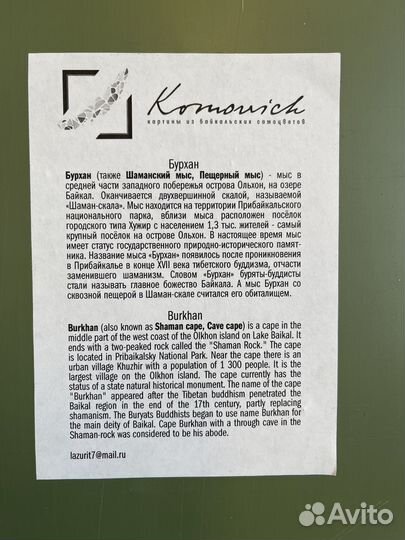 Komowich
картины из байкальских самоцветов
Бурхан
Бурхан (также Шаманский мыс, Пещерный мыс) - мыс в
средней части западного побережья острова Ольхон, на озере
Байкал. Оканчивается двухвершинной скалой, называемой
«Шаман-скала». Мыс находится на территории Прибайкальского
национального парка, вблизи мыса расположен посёлок
городского типа Хужир с населением 1,3 тыс. жителей - самый
крупный посёлок на острове Ольхон. В настоящее время мыс
имеет статус государственного природно-исторического памят-
ника. Название мыса «Бурхан» появилось после проникновения
в Прибайкалье в конце XVII века тибетского буддизма, отчасти
заменившего шаманизм. Словом «Бурхан» буряты-буддисты
стали называть главное божество Байкала. А мыс Бурхан со
сквозной пещерой в Шаман-скале считался его обиталищем.
Burkhan
Burkhan (also known as Shaman cape, Cave cape) is a cape in the
middle part of the west coast of the Olkhon island on Lake Baikal. It
ends with a two-peaked rock called the "Shaman Rock." The cape
is located in Pribaikalsky National Park. Near the cape there is an
urban village Khuzhir with a population of 1 300 people. It is the
largest village on the Olkhon island. The cape currently has the
status of a state natural historical monument. The name of the cape
"Burkhan" appeared after the Tibetan buddhism penetrated the
Baikal region in the end of the 17th century, partly replacing
shamanism. The Buryats Buddhists began to use name Burkhan for
the main deity of Baikal. Cape Burkhan with a through cave in the
Shaman-rock was considered to be his abode.
lazurit7@mail.ru
Avito